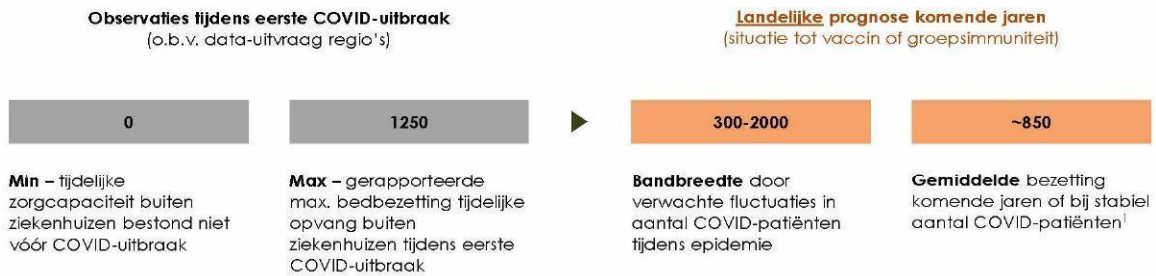 Observaties tijdens eerste COVID-uitbraak
(o.b.v. data-uitvraag regio's)
Landelijke prognose komende jaren
(situatie tot vaccin of groepsimmuniteit)
0
1250
300-2000
~850
Min – tijdelijke
zorgcapaciteit buiten
ziekenhuizen bestond niet
vóór COVID-uitbraak
Max – gerapporteerde
max. bedbezetting tijdelijke
opvang buiten
ziekenhuizen tijdens eerste
COVID-uitbraak
Bandbreedte door
verwachte fluctuaties in
aantal COVID-patiënten
tijdens epidemie
Gemiddelde bezetting
komende jaren of bij stabiel
aantal COVID-patiënten¹